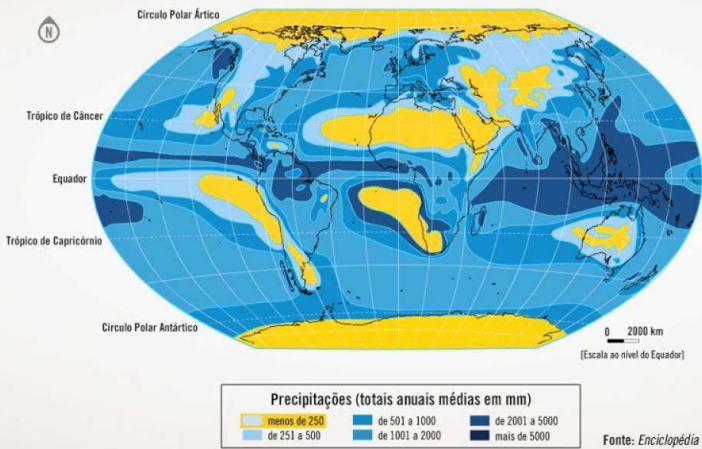 N
Círculo Polar Ártico
Trópico de Câncer
Equador
Trópico de Capricórnio
Círculo Polar Antártico
0 2000 km
[Escala ao nível do Equador]
Precipitações (totais anuais médias em mm)
menos de 250 de 501 a 1000 de 2001 a 5000
de 251 a 500 de 1001 a 2000 mais de 5000
Fonte: Enciclopédia